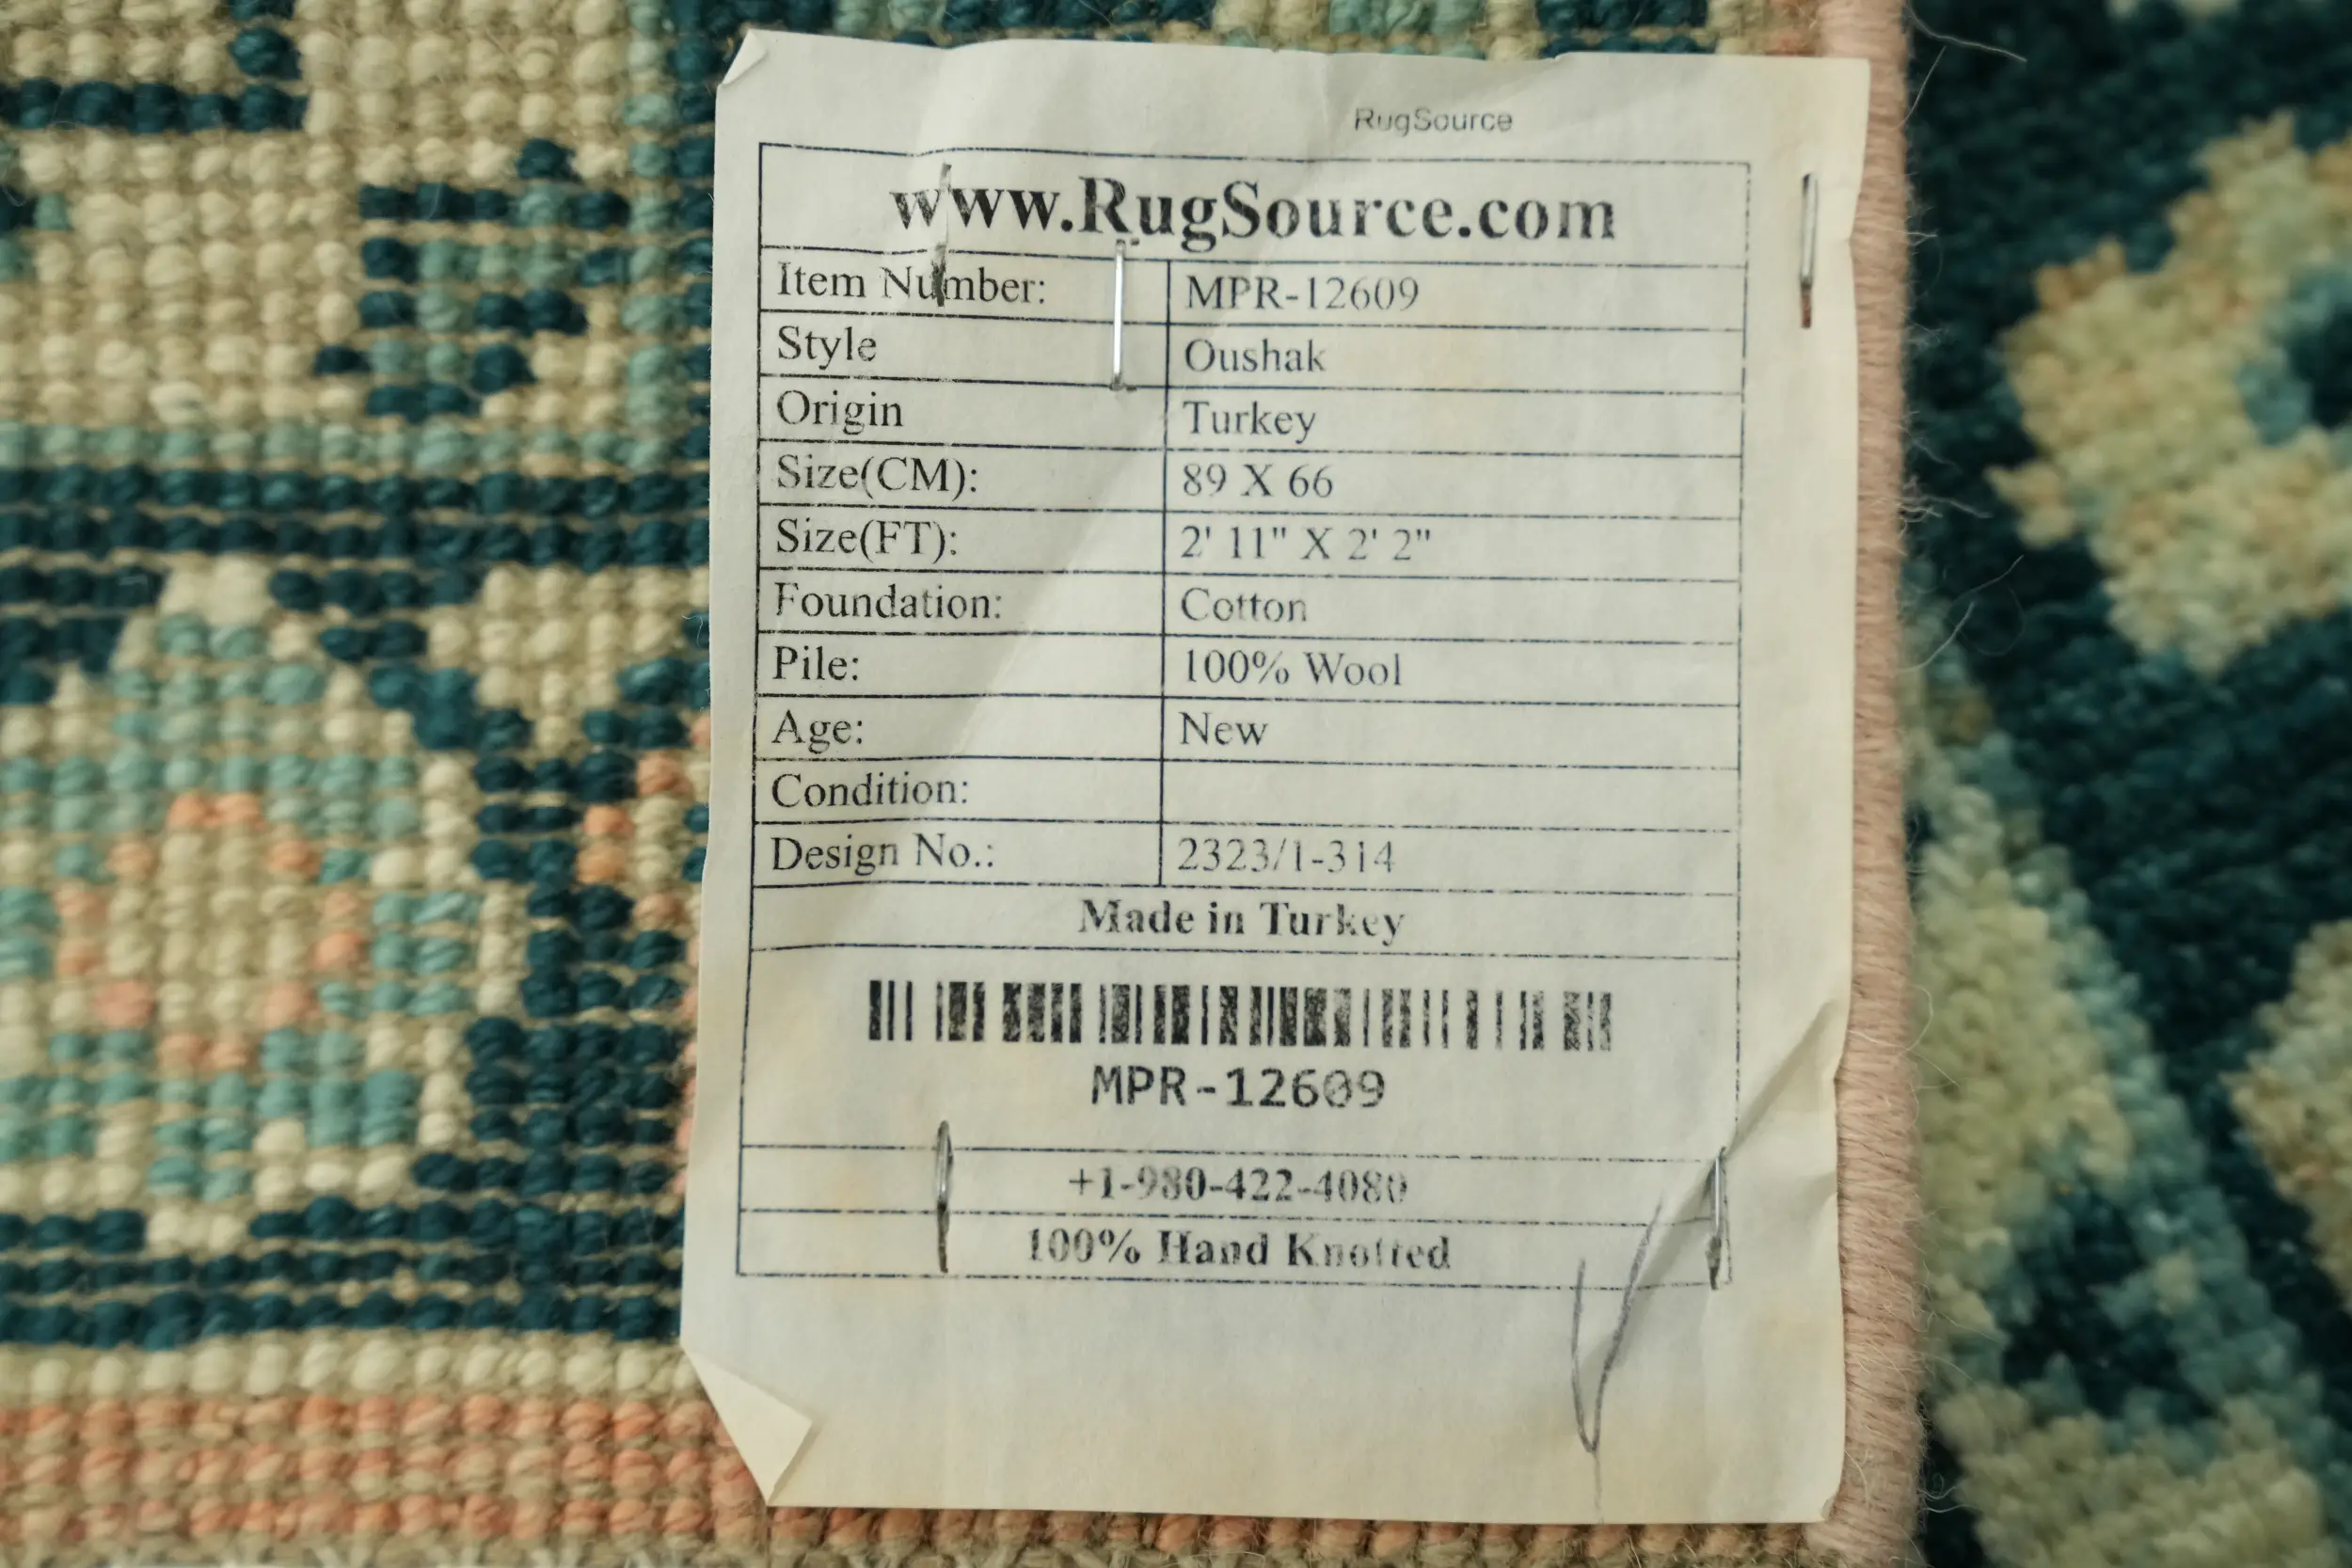 RugSource
www.RugSource.com
Item Number: MPR-12609
Style Oushak
Origin Turkey
Size(CM): 89 X 66
Size(FT): 2' 11" X 2' 2"
Foundation: Cotton
Pile: 100% Wool
Age: New
Condition:
Design No.: 2323/1-314
Made in Turkey
MPR-12609
+1-980-422-4080
100% Hand Knotted